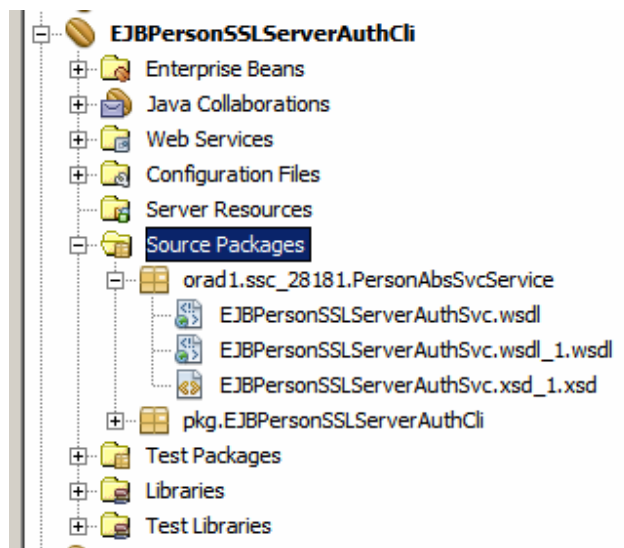 EJBPersonSSLServerAuthCli
Enterprise Beans
Java Collaborations
Web Services
Configuration Files
Server Resources
Source Packages
orad1.ssc_28181.PersonAbsSvcService
EJBPersonSSLServerAuthSvc.wsdl
EJBPersonSSLServerAuthSvc.wsdl_1.wsdl
EJBPersonSSLServerAuthSvc.xsd_1.xsd
pkg.EJBPersonSSLServerAuthCli
Test Packages
Libraries
Test Libraries